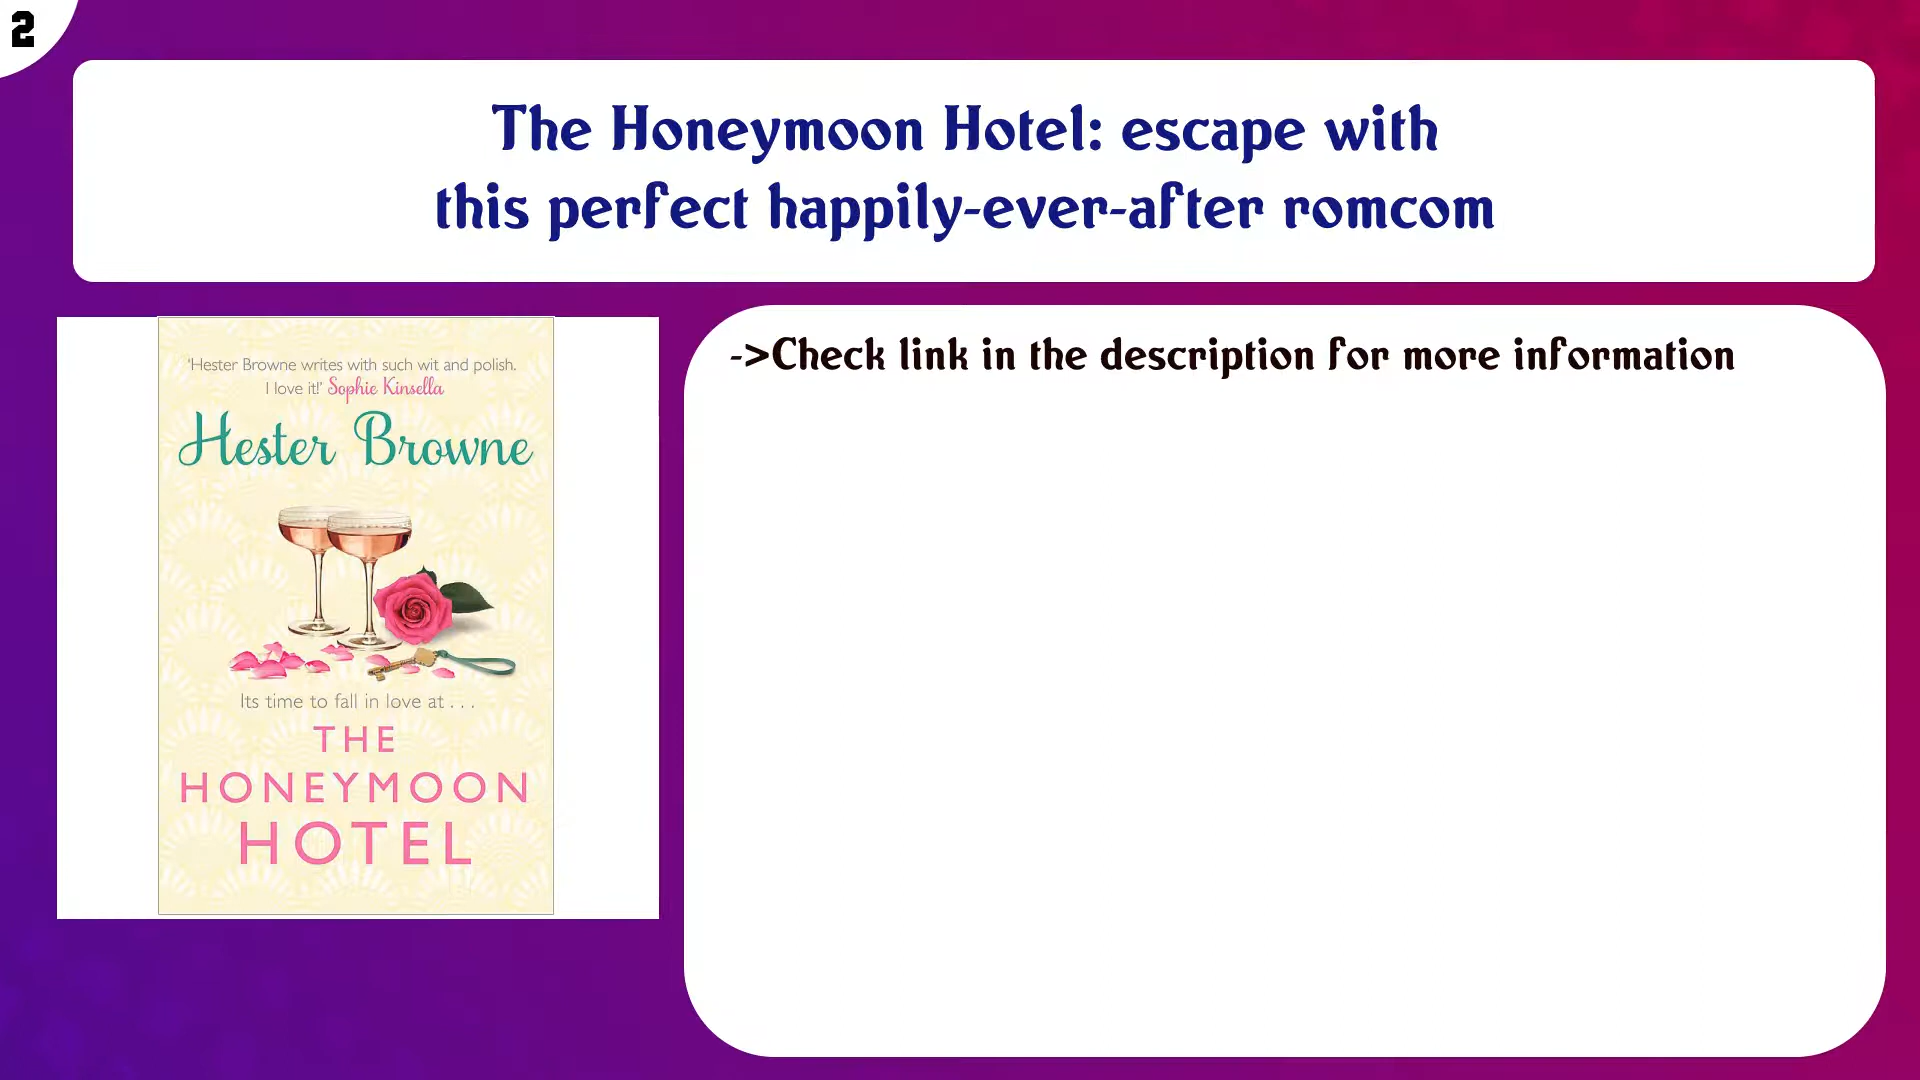 2
The Honeymoon Hotel: escape with
this perfect happily-ever-after romcom
'Hester Browne writes with such wit and polish.
I love it!' Sophie Kinsella
Hester Browne
Its time to fall in love at . . .
THE
HONEYMOON
HOTEL
->Check link in the description for more information